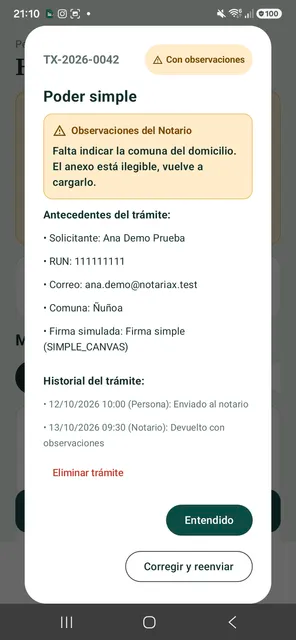 21:10
100
TX-2026-0042
Con observaciones
Poder simple
Observaciones del Notario
Falta indicar la comuna del domicilio.
El anexo está ilegible, vuelve a
cargarlo.
Antecedentes del trámite:
• Solicitante: Ana Demo Prueba
• RUN: 111111111
• Correo: ana.demo@notariax.test
• Comuna: Ñuñoa
• Firma simulada: Firma simple
(SIMPLE_CANVAS)
Historial del trámite:
• 12/10/2026 10:00 (Persona): Enviado al notario
• 13/10/2026 09:30 (Notario): Devuelto con
observaciones
Eliminar trámite
Entendido
Corregir y reenviar